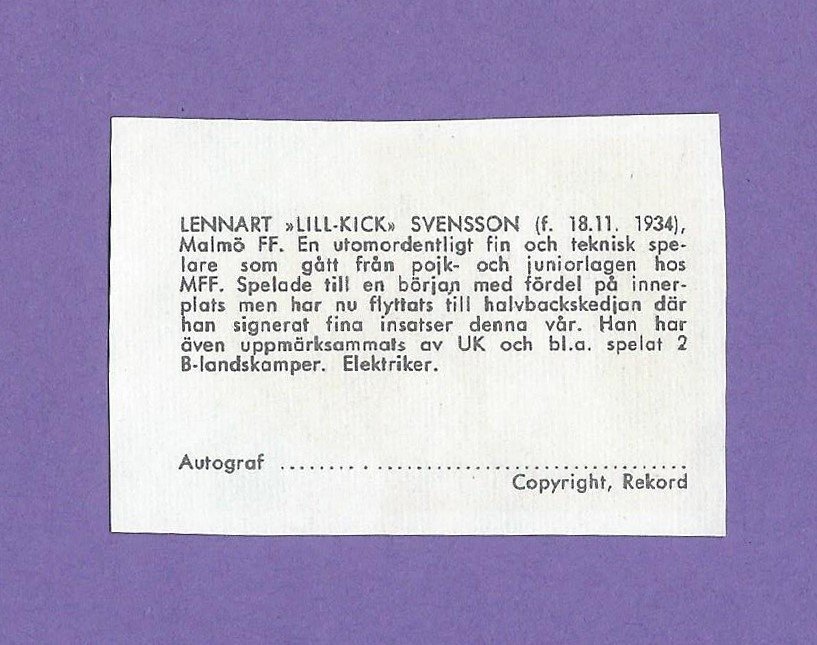 LENNART »LILL-KICK» SVENSSON (f. 18.11. 1934),
Malmö FF. En utomordentligt fin och teknisk spe-
lare som gått från pojk- och juniorlagen hos
MFF. Spelade till en början med fördel på inner-
plats men har nu flyttats till halvbackskedjan där
han signerat fina insatser denna vår. Han har
även uppmärksammats av UK och bl.a. spelat 2
B-landskamper. Elektriker.
Autograf ..........................................
Copyright, Rekord